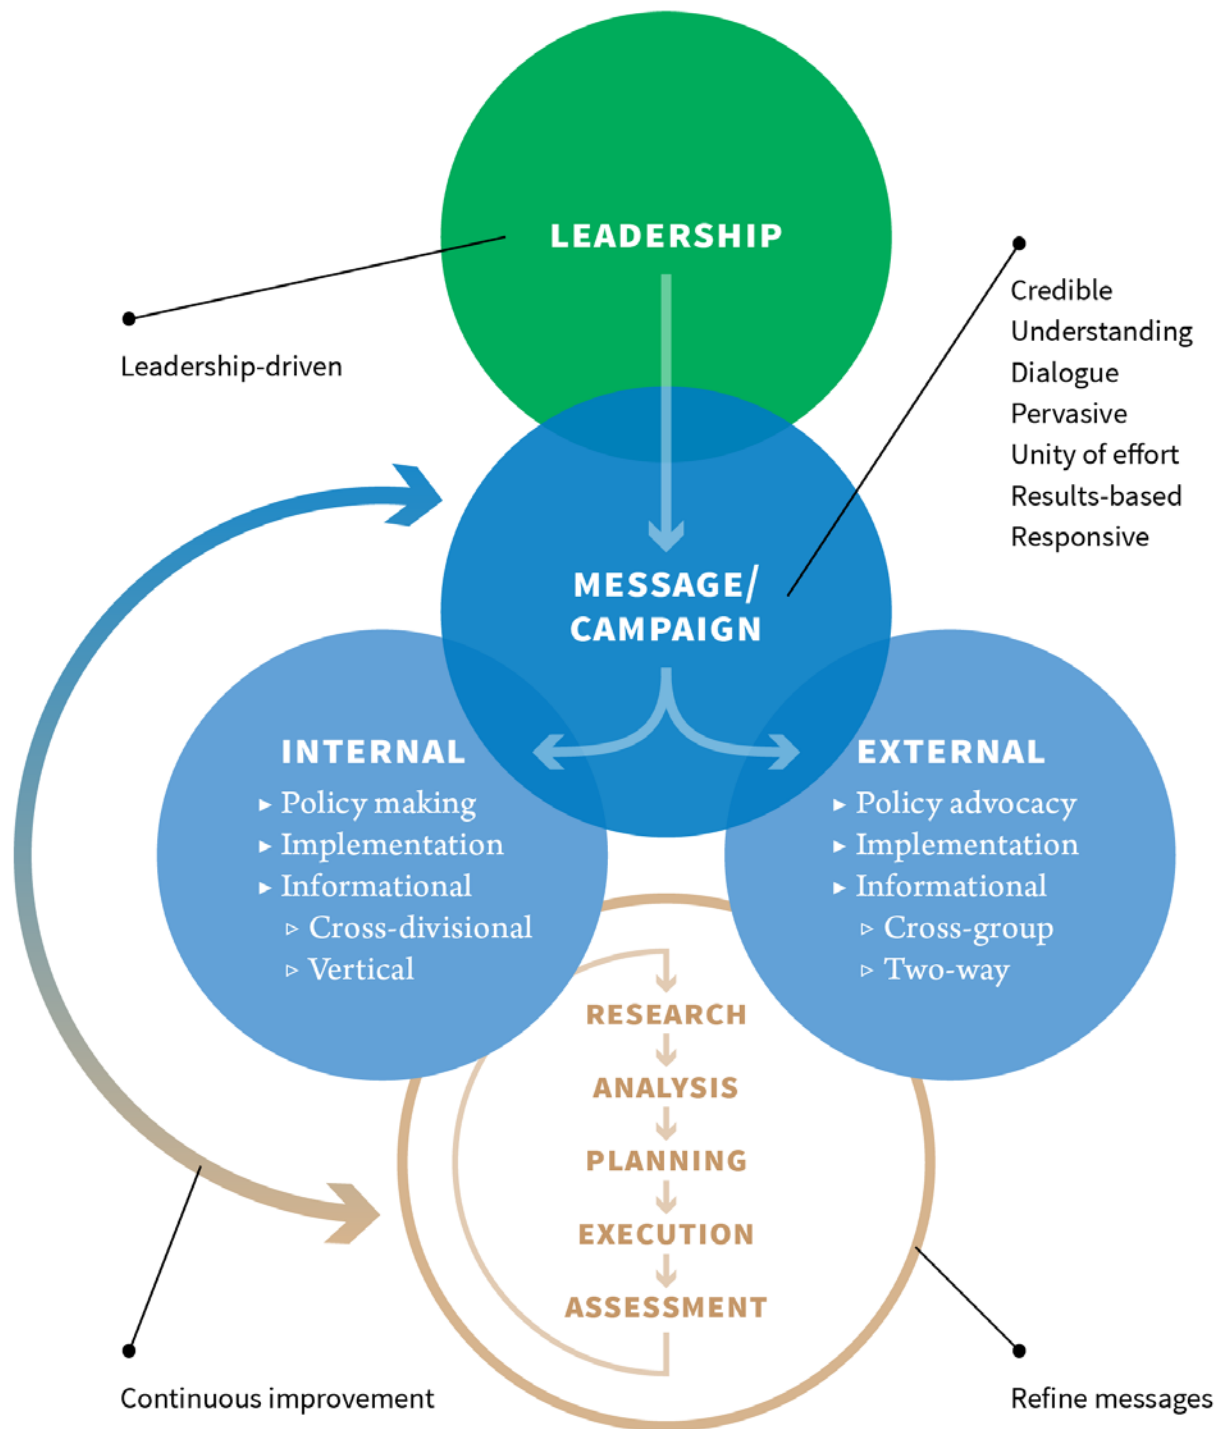 LEADERSHIP
Leadership-driven
Credible
Understanding
Dialogue
Pervasive
Unity of effort
Results-based
Responsive
MESSAGE/
CAMPAIGN
INTERNAL
▸ Policy making
▸ Implementation
▸ Informational
▹ Cross-divisional
▹ Vertical
EXTERNAL
▸ Policy advocacy
▸ Implementation
▸ Informational
▹ Cross-group
▹ Two-way
RESEARCH
ANALYSIS
PLANNING
EXECUTION
ASSESSMENT
Continuous improvement
Refine messages